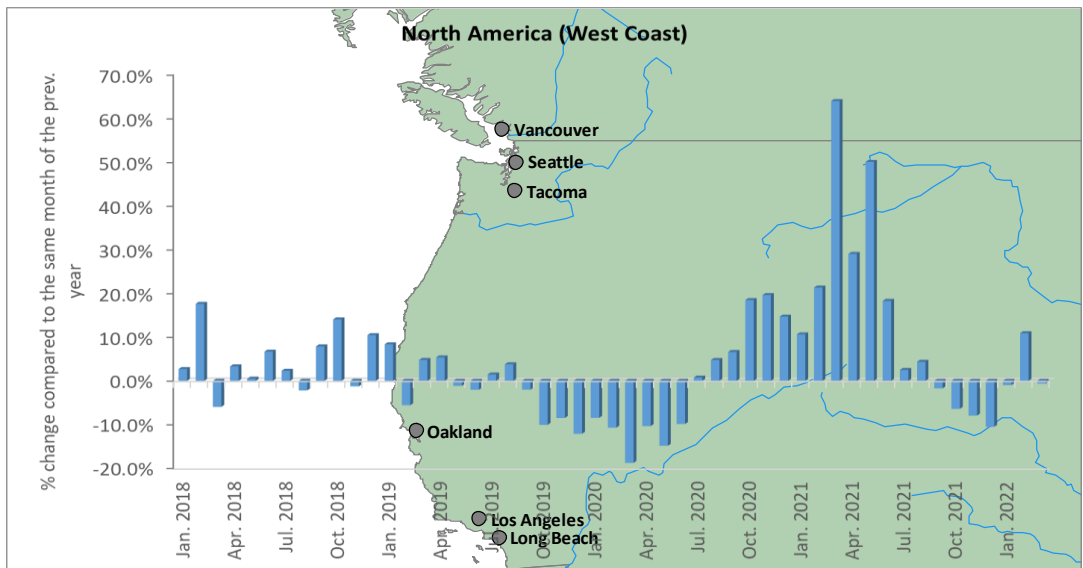 North America (West Coast)
% change compared to the same month of the prev.
year
70.0%
60.0%
50.0%
40.0%
30.0%
20.0%
10.0%
0.0%
-10.0%
-20.0%
Vancouver
Seattle
Tacoma
Oakland
Los Angeles
Long Beach
Jan. 2018
Apr. 2018
Jul. 2018
Oct. 2018
Jan. 2019
Apr. 2019
Jul. 2019
Oct. 2019
Jan. 2020
Apr. 2020
Jul. 2020
Oct. 2020
Jan. 2021
Apr. 2021
Jul. 2021
Oct. 2021
Jan. 2022